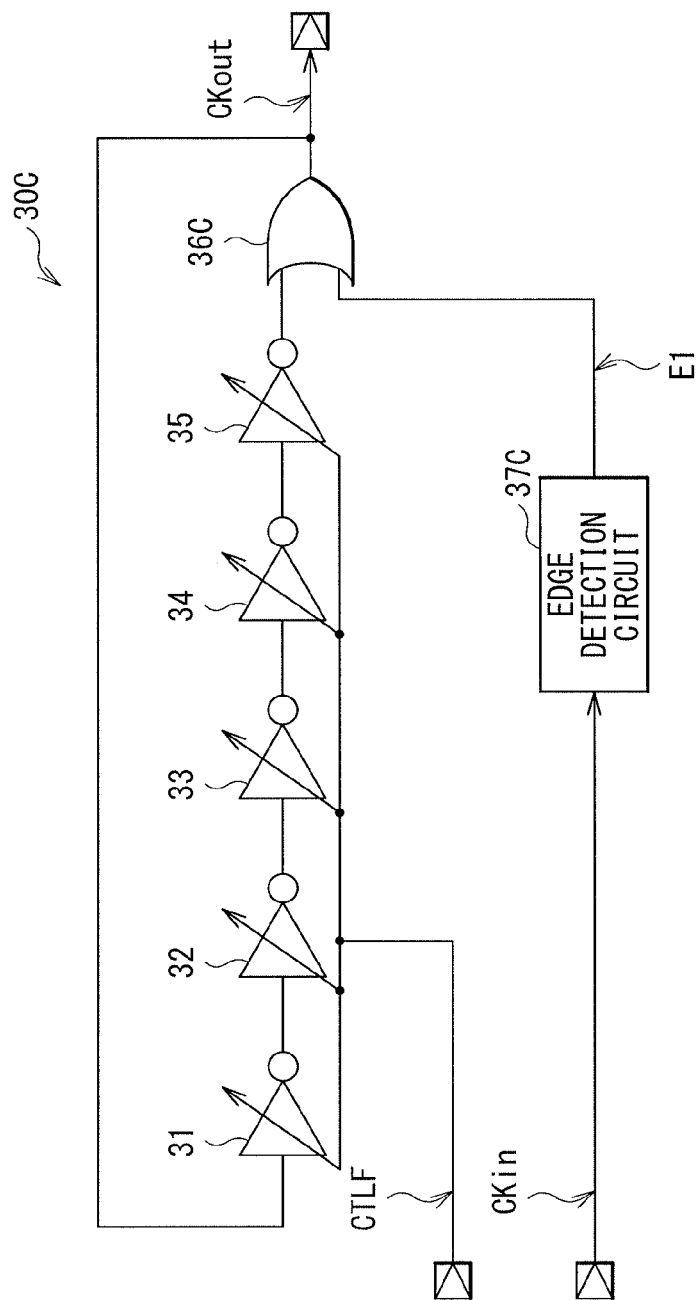 30C
31
32
33
34
35
36C
CKout
CTLF
CKin
37C
EDGE
DETECTION
CIRCUIT
E1